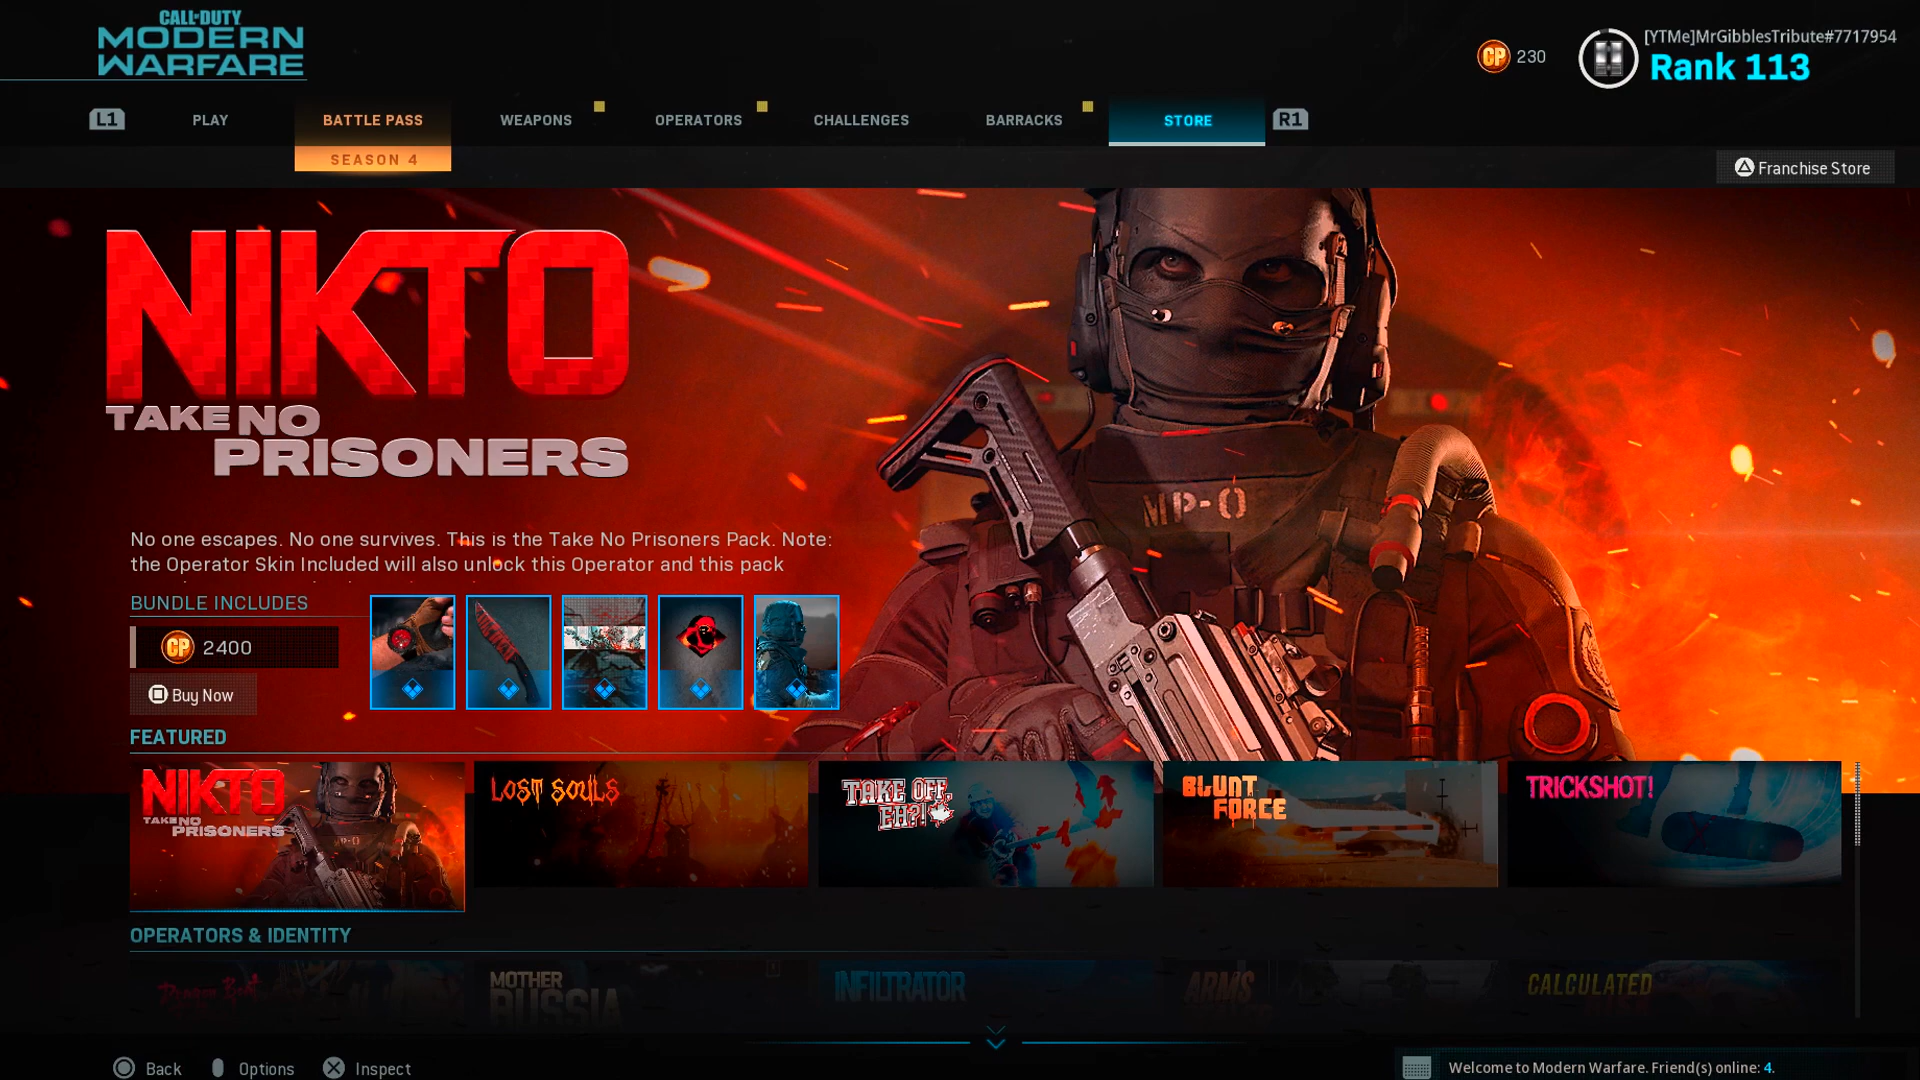 CALL OF DUTY
MODERN
WARFARE
CP 230
[YTMe]MrGibblesTribute#7717954
Rank 113
L1
PLAY
BATTLE PASS
SEASON 4
WEAPONS
OPERATORS
CHALLENGES
BARRACKS
STORE
R1
Franchise Store
NIKTO
TAKE NO
PRISONERS
MP-0
No one escapes. No one survives. This is the Take No Prisoners Pack. Note:
the Operator Skin Included will also unlock this Operator and this pack
BUNDLE INCLUDES
CP 2400
Buy Now
FEATURED
NIKTO
TAKE NO
PRISONERS
LOST SOULS
TAKE OFF,
EH?!
BLUNT
FORCE
TRICKSHOT!
OPERATORS & IDENTITY
MOTHER
RUSSIA
INFILTRATOR
ARMS
CALCULATED
Back
Options
Inspect
Welcome to Modern Warfare. Friend(s) online: 4.